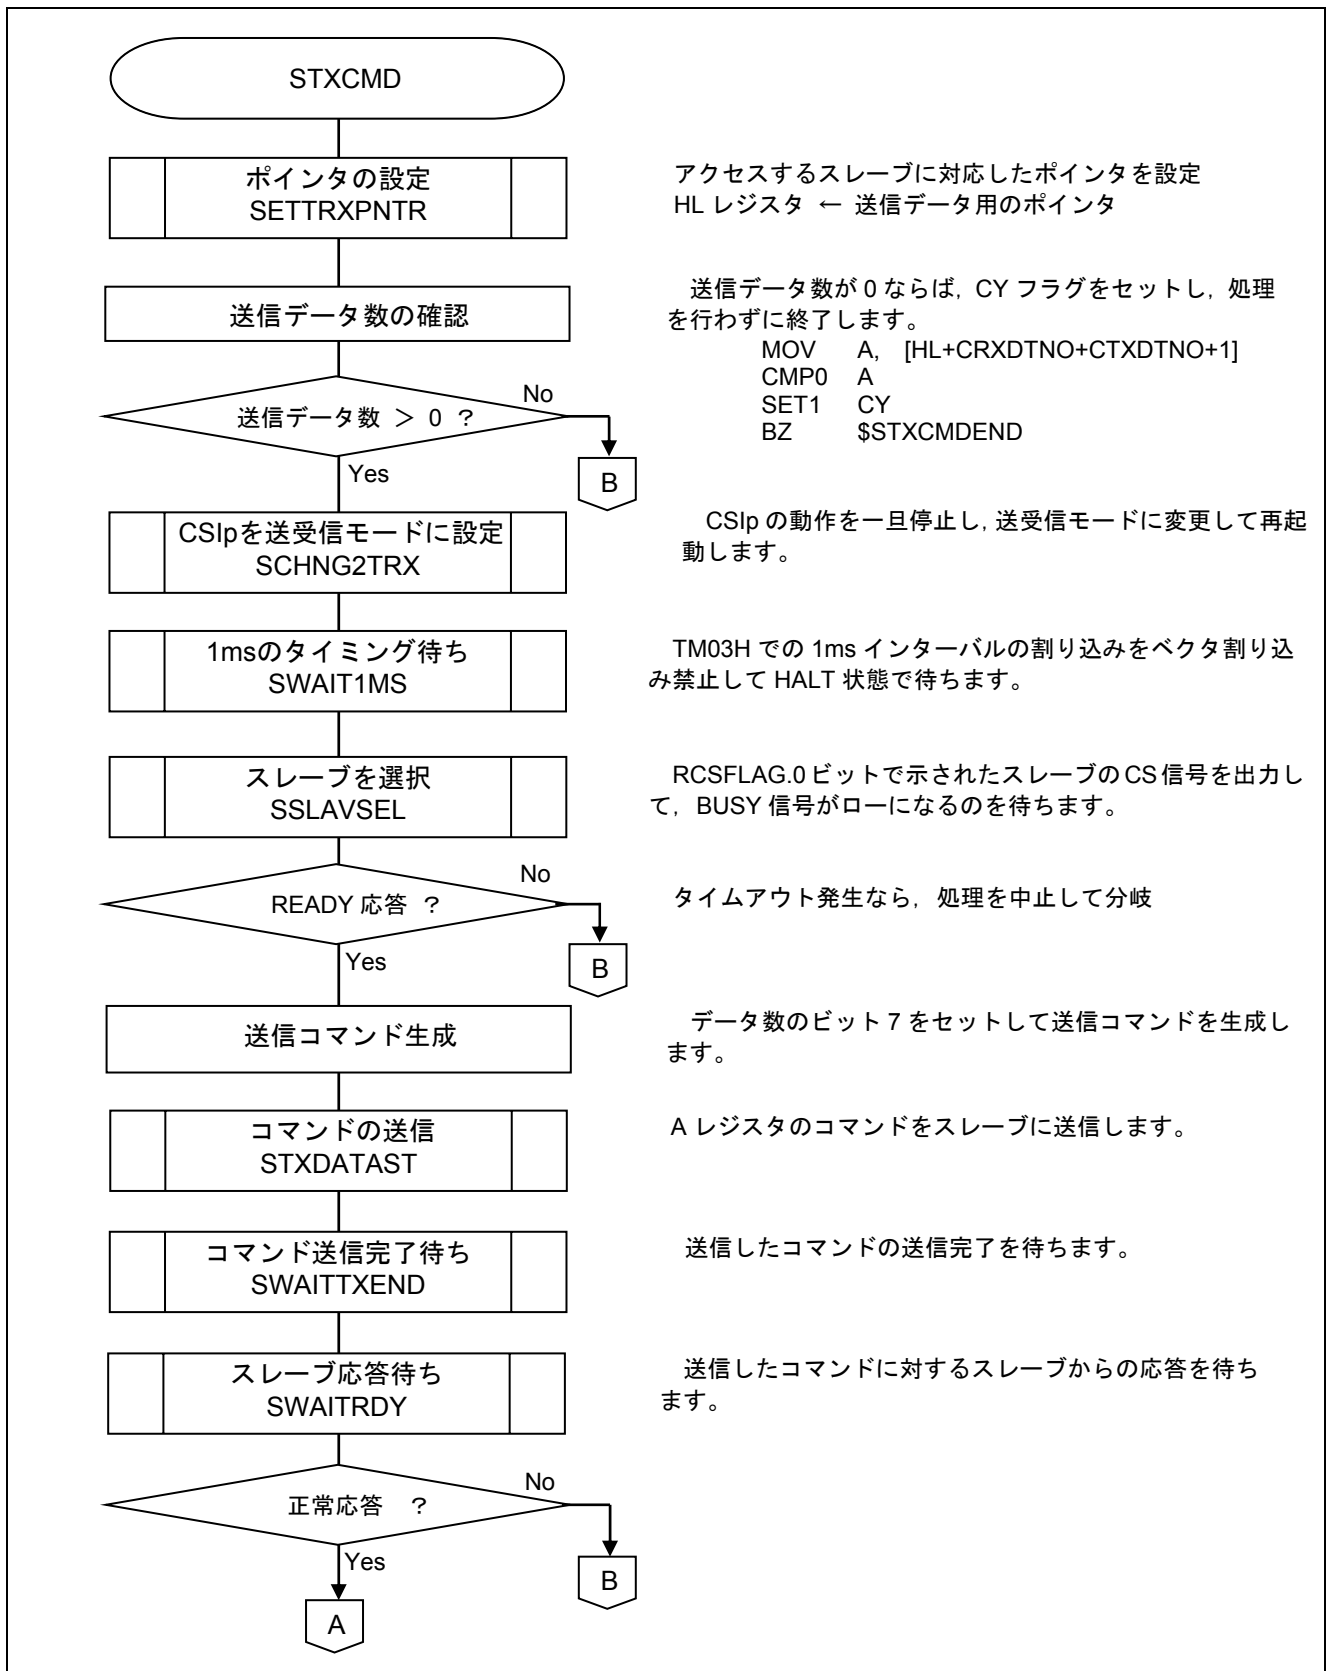 STXCMD
ポインタの設定
SETTRXPNTR
アクセスするスレーブに対応したポインタを設定
HL レジスタ ← 送信データ用のポインタ
送信データ数の確認
送信データ数が 0 ならば，CY フラグをセットし，処理
を行わずに終了します。
MOV A, [HL+CRXDTNO+CTXDTNO+1]
CMP0 A
SET1 CY
BZ $STXCMDEND
送信データ数 ＞ 0 ？
No
B
Yes
CSIpを送受信モードに設定
SCHNG2TRX
CSIp の動作を一旦停止し，送受信モードに変更して再起
動します。
1msのタイミング待ち
SWAIT1MS
TM03H での 1ms インターバルの割り込みをベクタ割り込
み禁止して HALT 状態で待ちます。
スレーブを選択
SSLAVSEL
RCSFLAG.0 ビットで示されたスレーブの CS 信号を出力し
て，BUSY 信号がローになるのを待ちます。
READY 応答 ？
No
タイムアウト発生なら，処理を中止して分岐
B
Yes
送信コマンド生成
データ数のビット 7 をセットして送信コマンドを生成し
ます。
コマンドの送信
STXDATAST
A レジスタのコマンドをスレーブに送信します。
コマンド送信完了待ち
SWAITTXEND
送信したコマンドの送信完了を待ちます。
スレーブ応答待ち
SWAITRDY
送信したコマンドに対するスレーブからの応答を待ち
ます。
正常応答 ？
No
B
Yes
A